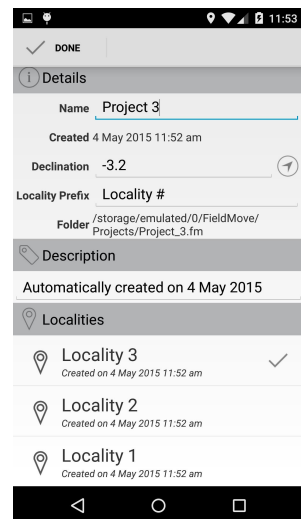 11:53
DONE
Details
Name Project 3
Created 4 May 2015 11:52 am
Declination -3.2
Locality Prefix Locality #
Folder /storage/emulated/0/FieldMove/
Projects/Project_3.fm
Description
Automatically created on 4 May 2015
Localities
Locality 3
Created on 4 May 2015 11:52 am
Locality 2
Created on 4 May 2015 11:52 am
Locality 1
Created on 4 May 2015 11:52 am